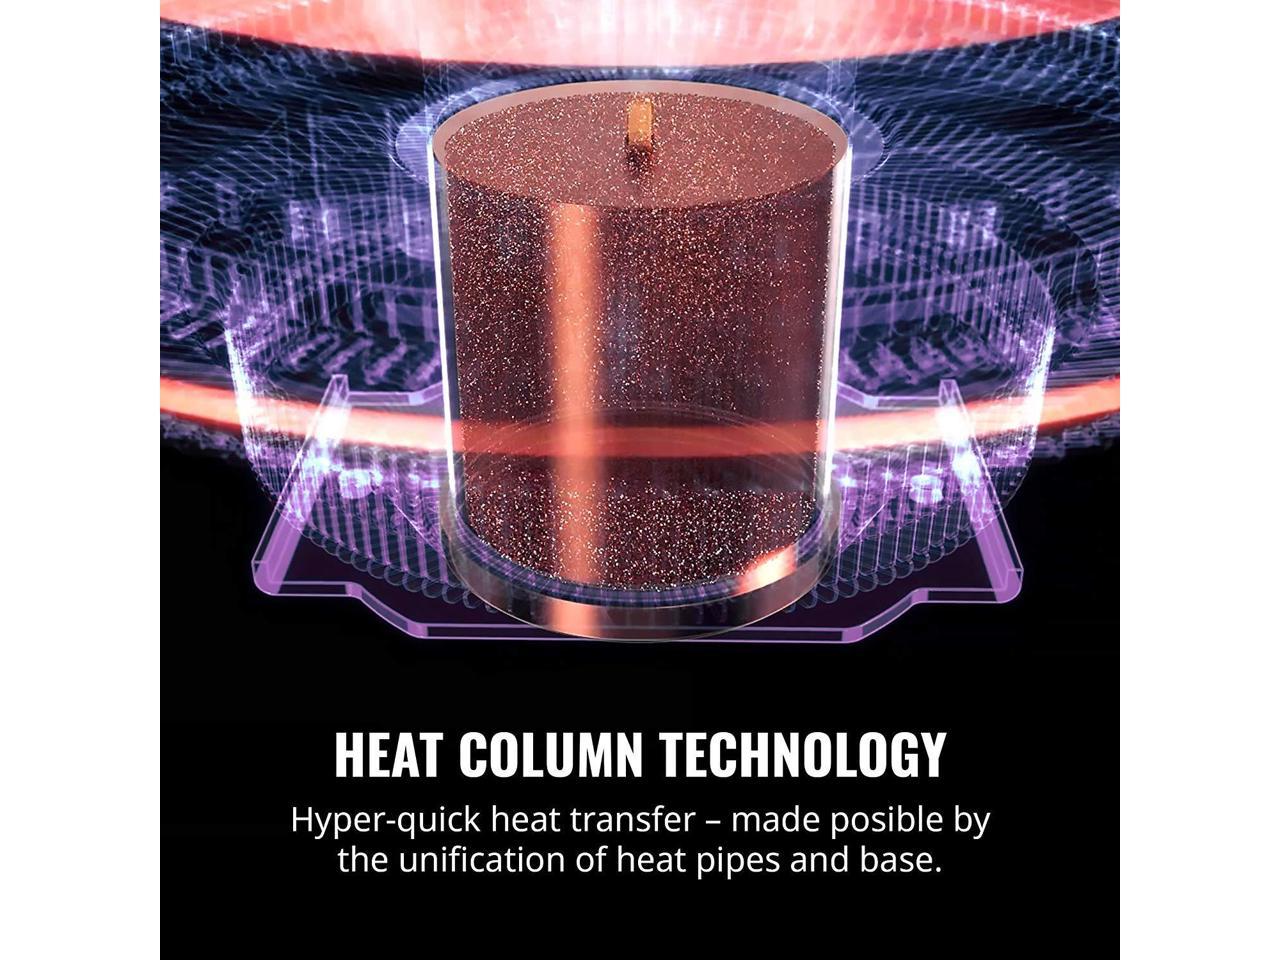 HEAT COLUMN TECHNOLOGY
Hyper-quick heat transfer – made posible by
the unification of heat pipes and base.